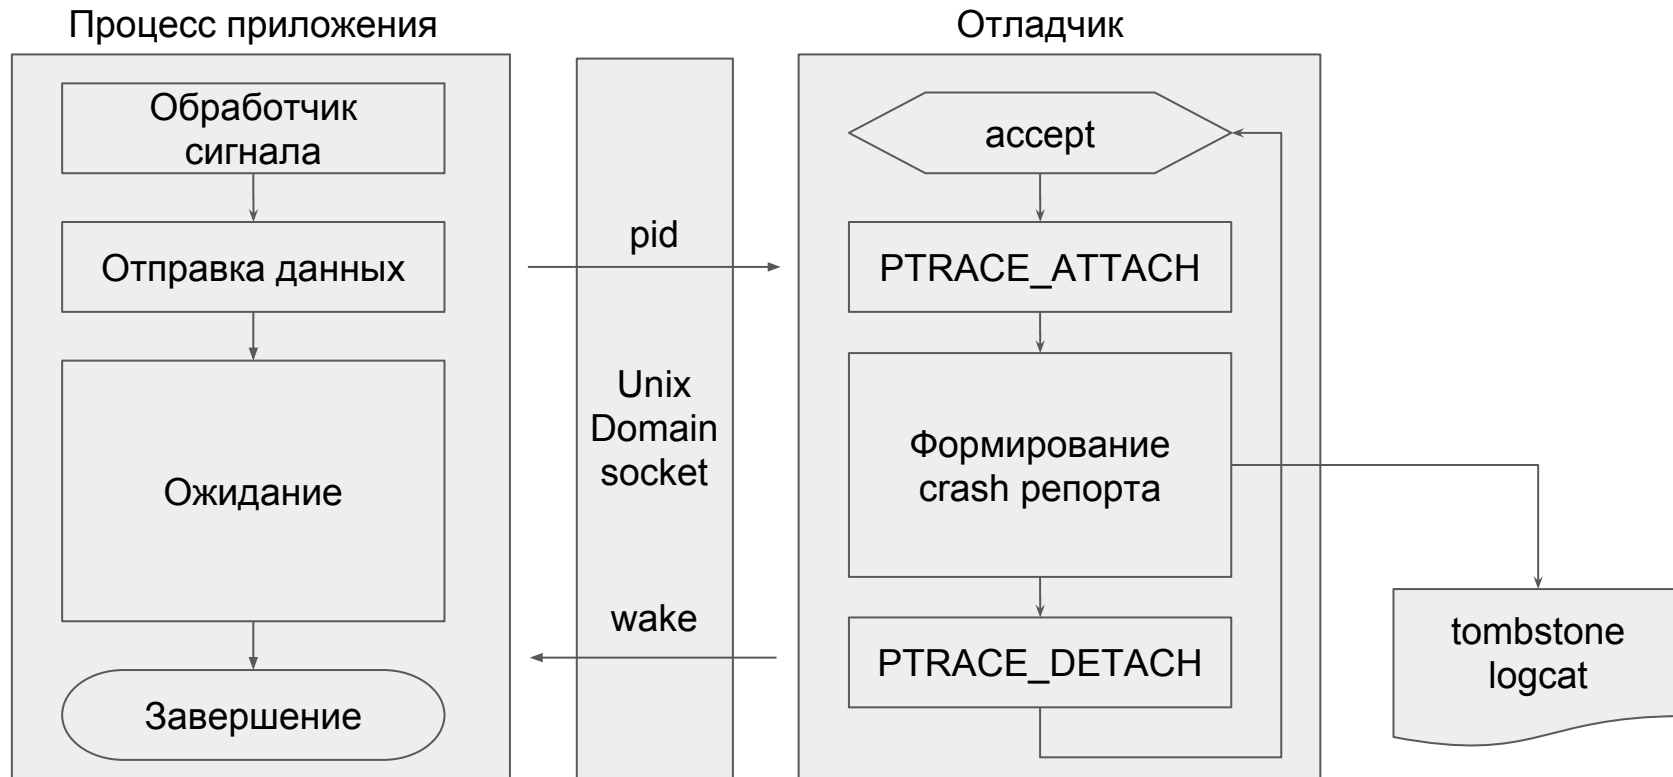 Процесс приложения
Обработчик
сигнала
Отправка данных
Ожидание
Завершение
pid
Unix
Domain
socket
wake
Отладчик
accept
PTRACE_ATTACH
Формирование
crash репорта
PTRACE_DETACH
tombstone
logcat